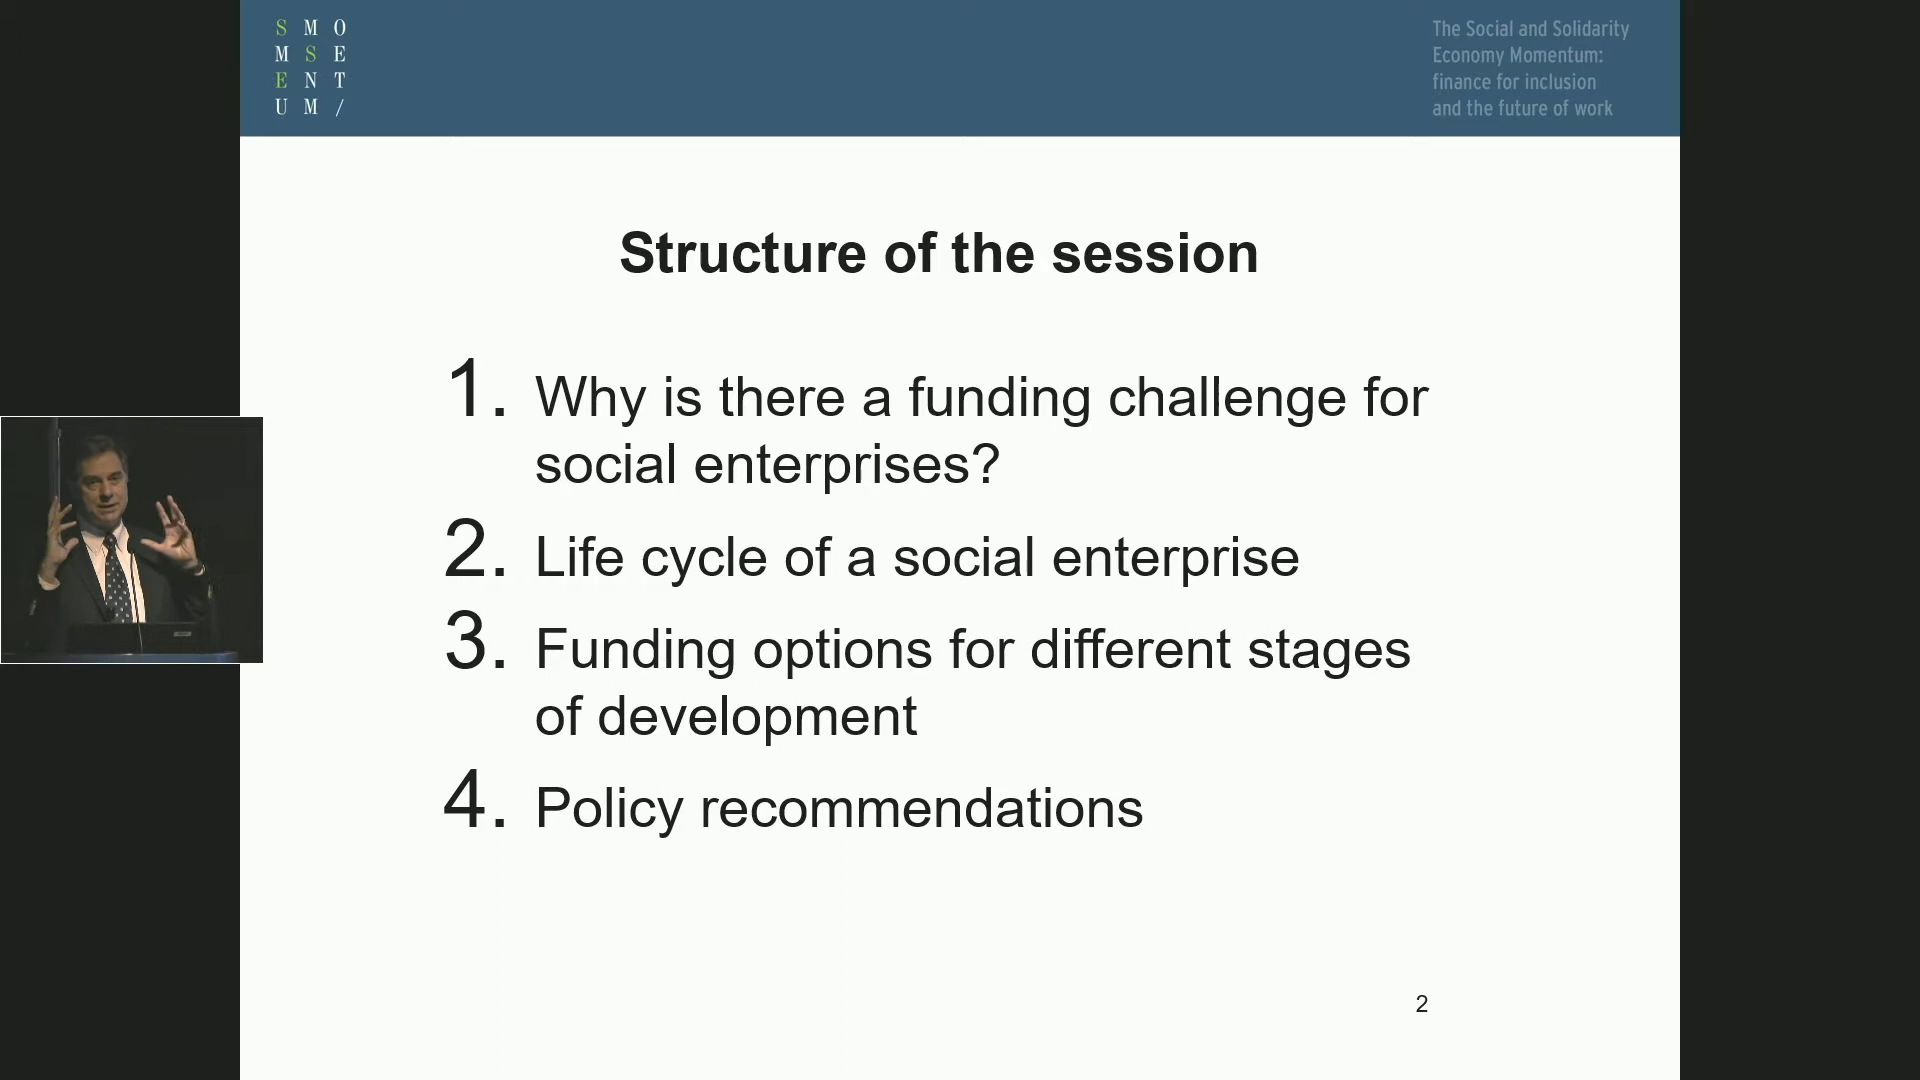 S M O
M S E
E N T
U M /
The Social and Solidarity
Economy Momentum:
finance for inclusion
and the future of work
Structure of the session
1. Why is there a funding challenge for
social enterprises?
2. Life cycle of a social enterprise
3. Funding options for different stages
of development
4. Policy recommendations
2